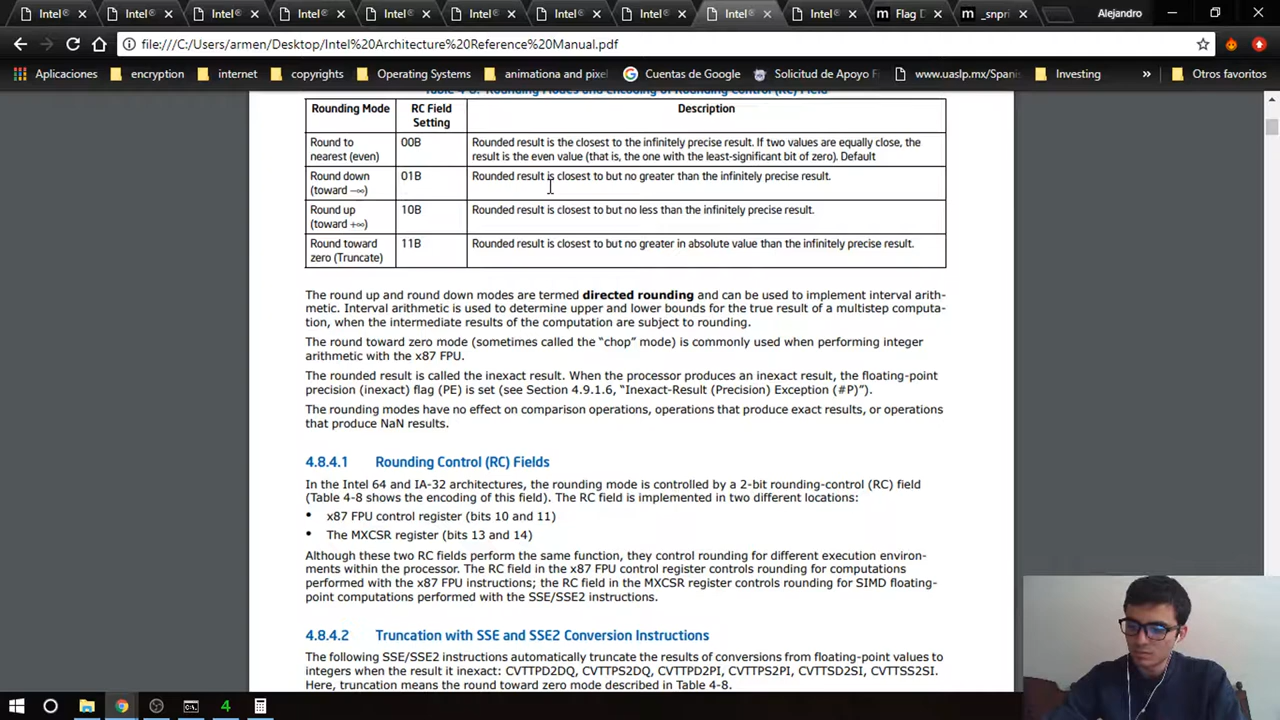 Intel®
Intel®
Intel®
Intel®
Intel®
Intel®
Intel®
Intel®
Intel®
Intel®
Flag D
_snpri
Alejandro
file:///C:/Users/armen/Desktop/Intel%20Architecture%20Reference%20Manual.pdf
Aplicaciones encryption internet copyrights Operating Systems animationa and pixel Cuentas de Google Solicitud de Apoyo F www.uaslp.mx/Spani Investing » Otros favoritos
Table 4-8. Rounding Modes and Encoding of Rounding Control (RC) Field
Rounding Mode
RC Field
Setting
Description
Round to
nearest (even)
00B
Rounded result is the closest to the infinitely precise result. If two values are equally close, the
result is the even value (that is, the one with the least-significant bit of zero). Default
Round down
(toward −∞)
01B
Rounded result is closest to but no greater than the infinitely precise result.
Round up
(toward +∞)
10B
Rounded result is closest to but no less than the infinitely precise result.
Round toward
zero (Truncate)
11B
Rounded result is closest to but no greater in absolute value than the infinitely precise result.
The round up and round down modes are termed directed rounding and can be used to implement interval arith-
metic. Interval arithmetic is used to determine upper and lower bounds for the true result of a multistep computa-
tion, when the intermediate results of the computation are subject to rounding.
The round toward zero mode (sometimes called the “chop” mode) is commonly used when performing integer
arithmetic with the x87 FPU.
The rounded result is called the inexact result. When the processor produces an inexact result, the floating-point
precision (inexact) flag (PE) is set (see Section 4.9.1.6, “Inexact-Result (Precision) Exception (#P)”).
The rounding modes have no effect on comparison operations, operations that produce exact results, or operations
that produce NaN results.
4.8.4.1 Rounding Control (RC) Fields
In the Intel 64 and IA-32 architectures, the rounding mode is controlled by a 2-bit rounding-control (RC) field
(Table 4-8 shows the encoding of this field). The RC field is implemented in two different locations:
• x87 FPU control register (bits 10 and 11)
• The MXCSR register (bits 13 and 14)
Although these two RC fields perform the same function, they control rounding for different execution environ-
ments within the processor. The RC field in the x87 FPU control register controls rounding for computations
performed with the x87 FPU instructions; the RC field in the MXCSR register controls rounding for SIMD floating-
point computations performed with the SSE/SSE2 instructions.
4.8.4.2 Truncation with SSE and SSE2 Conversion Instructions
The following SSE/SSE2 instructions automatically truncate the results of conversions from floating-point values to
integers when the result it inexact: CVTTPD2DQ, CVTTPS2DQ, CVTTPD2PI, CVTTPS2PI, CVTTSD2SI, CVTTSS2SI.
Here, truncation means the round toward zero mode described in Table 4-8.